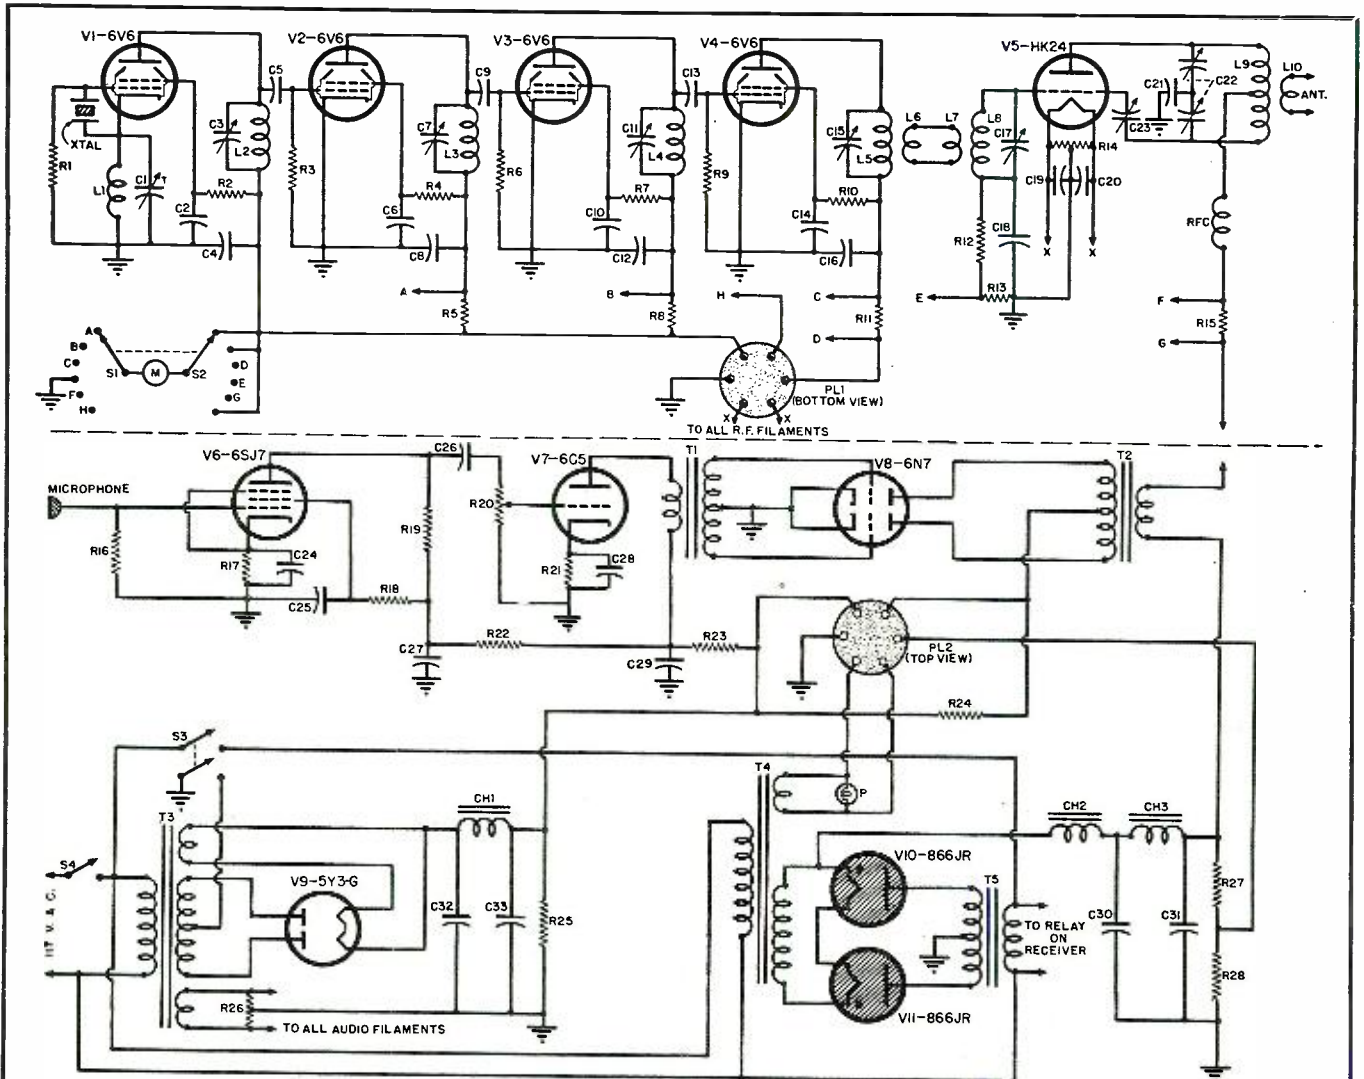 V1-6V6
V2-6V6
V3-6V6
V4-6V6
V5-HK24
XTAL
R1
L1
C1
T
C2
C3
L2
R2
C4
C5
R3
C6
C7
L3
R4
C8
C9
R6
C10
C11
L4
R7
C12
C13
R9
C14
C15
L5
R10
C16
L6
L7
L8
C17
R12
C18
R13
R14
C19
C20
X
X
C21
C22
C23
L9
L10
ANT.
RFC
A
R5
B
R8
H
C
R11
D
E
F
R15
G
A
B
C
F
H
S1
M
S2
D
E
G
PL1
(BOTTOM VIEW)
X
X
TO ALL R.F. FILAMENTS
MICROPHONE
V6-6SJ7
R16
R17
C24
C25
R18
R19
C26
R20
V7-6C5
R21
C28
T1
V8-6N7
T2
C27
R22
C29
R23
PL2
(TOP VIEW)
R24
S3
T3
S4
117 V. A.C.
V9-5Y3-G
CH1
C32
C33
R25
R26
TO ALL AUDIO FILAMENTS
T4
P
V10-866JR
V11-866JR
T5
TO RELAY
ON
RECEIVER
CH2
CH3
C30
C31
R27
R28